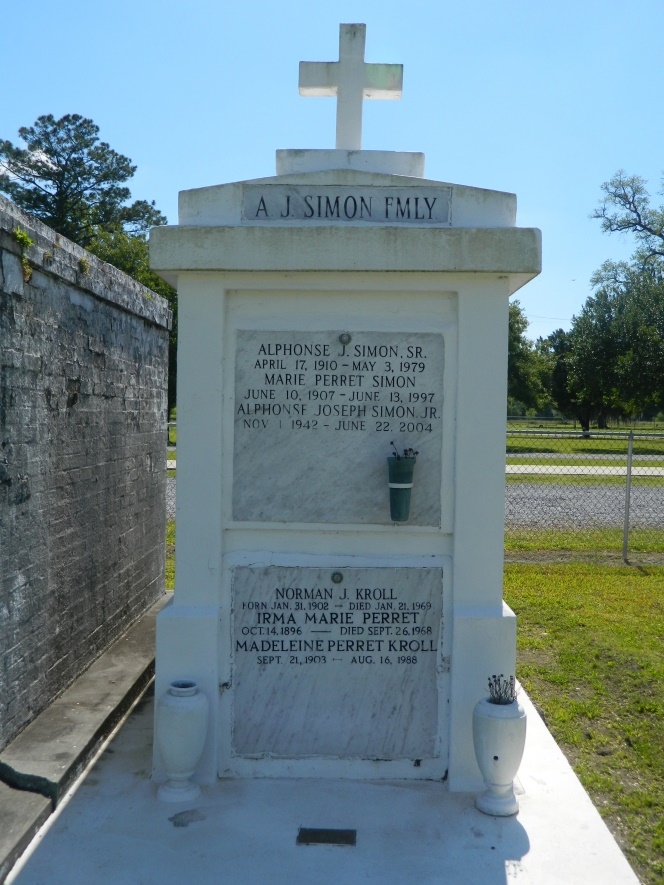 A J. SIMON FMLY
ALPHONSE J. SIMON, SR.
APRIL 17, 1910 – MAY 3, 1979
MARIE PERRET SIMON
JUNE 10, 1907 – JUNE 13, 1997
ALPHONSE JOSEPH SIMON, JR.
NOV 1 1942 – JUNE 22, 2004
NORMAN J. KROLL
BORN JAN. 31, 1902 — DIED JAN. 21, 1969
IRMA MARIE PERRET
OCT. 14, 1896 — DIED SEPT. 26, 1968
MADELEINE PERRET KROLL
SEPT. 21, 1903 — AUG. 16, 1988